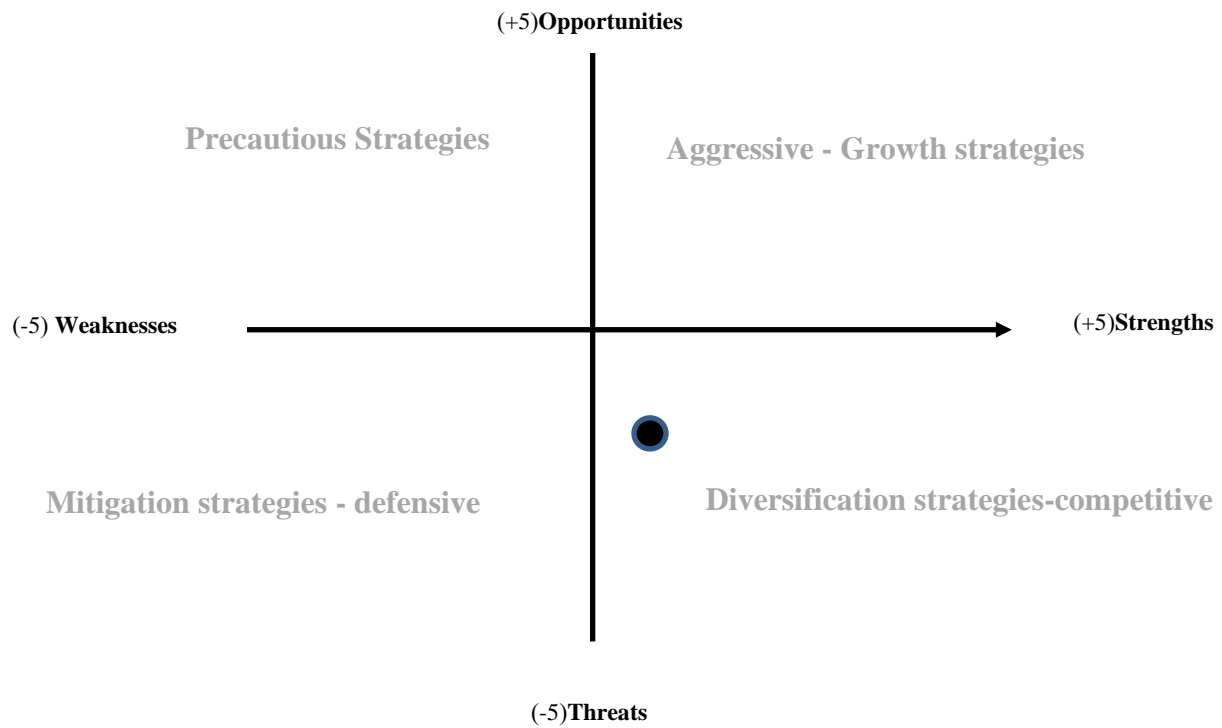 (+5)Opportunities
Precautious Strategies
Aggressive - Growth strategies
(-5) Weaknesses
(+5)Strengths
Mitigation strategies - defensive
Diversification strategies-competitive
(-5)Threats